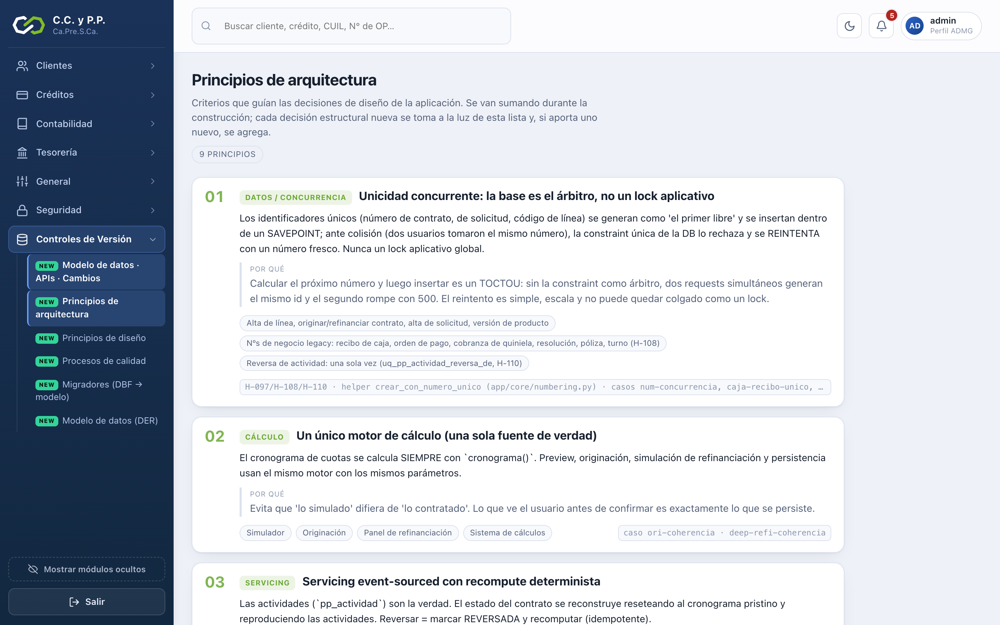 C.C. y P.P.
Ca.Pre.S.Ca.
Clientes
Créditos
Contabilidad
Tesorería
General
Seguridad
Controles de Versión
NEW Modelo de datos ·
APIs · Cambios
NEW Principios de
arquitectura
NEW Principios de diseño
NEW Procesos de calidad
NEW Migradores (DBF →
modelo)
NEW Modelo de datos (DER)
Mostrar módulos ocultos
Salir
Buscar cliente, crédito, CUIL, N° de OP...
5
AD
admin
Perfil ADMG
Principios de arquitectura
Criterios que guían las decisiones de diseño de la aplicación. Se van sumando durante la
construcción; cada decisión estructural nueva se toma a la luz de esta lista y, si aporta uno
nuevo, se agrega.
9 PRINCIPIOS
01 DATOS / CONCURRENCIA Unicidad concurrente: la base es el árbitro, no un lock aplicativo
Los identificadores únicos (número de contrato, de solicitud, código de línea) se generan como 'el primer libre' y se insertan dentro
de un SAVEPOINT; ante colisión (dos usuarios tomaron el mismo número), la constraint única de la DB lo rechaza y se REINTENTA
con un número fresco. Nunca un lock aplicativo global.
POR QUÉ
Calcular el próximo número y luego insertar es un TOCTOU: sin la constraint como árbitro, dos requests simultáneos generan
el mismo id y el segundo rompe con 500. El reintento es simple, escala y no puede quedar colgado como un lock.
Alta de línea, originar/refinanciar contrato, alta de solicitud, versión de producto
N°s de negocio legacy: recibo de caja, orden de pago, cobranza de quiniela, resolución, póliza, turno (H-108)
Reversa de actividad: una sola vez (uq_pp_actividad_reversa_de, H-110)
H-097/H-108/H-110 · helper crear_con_numero_unico (app/core/numbering.py) · casos num-concurrencia, caja-recibo-unico, …
02 CÁLCULO Un único motor de cálculo (una sola fuente de verdad)
El cronograma de cuotas se calcula SIEMPRE con `cronograma()`. Preview, originación, simulación de refinanciación y persistencia
usan el mismo motor con los mismos parámetros.
POR QUÉ
Evita que 'lo simulado' difiera de 'lo contratado'. Lo que ve el usuario antes de confirmar es exactamente lo que se persiste.
Simulador Originación Panel de refinanciación Sistema de cálculos caso ori-coherencia · deep-refi-coherencia
03 SERVICING Servicing event-sourced con recompute determinista
Las actividades (`pp_actividad`) son la verdad. El estado del contrato se reconstruye reseteando al cronograma pristino y
reproduciendo las actividades. Reversar = marcar REVERSADA y recomputar (idempotente).